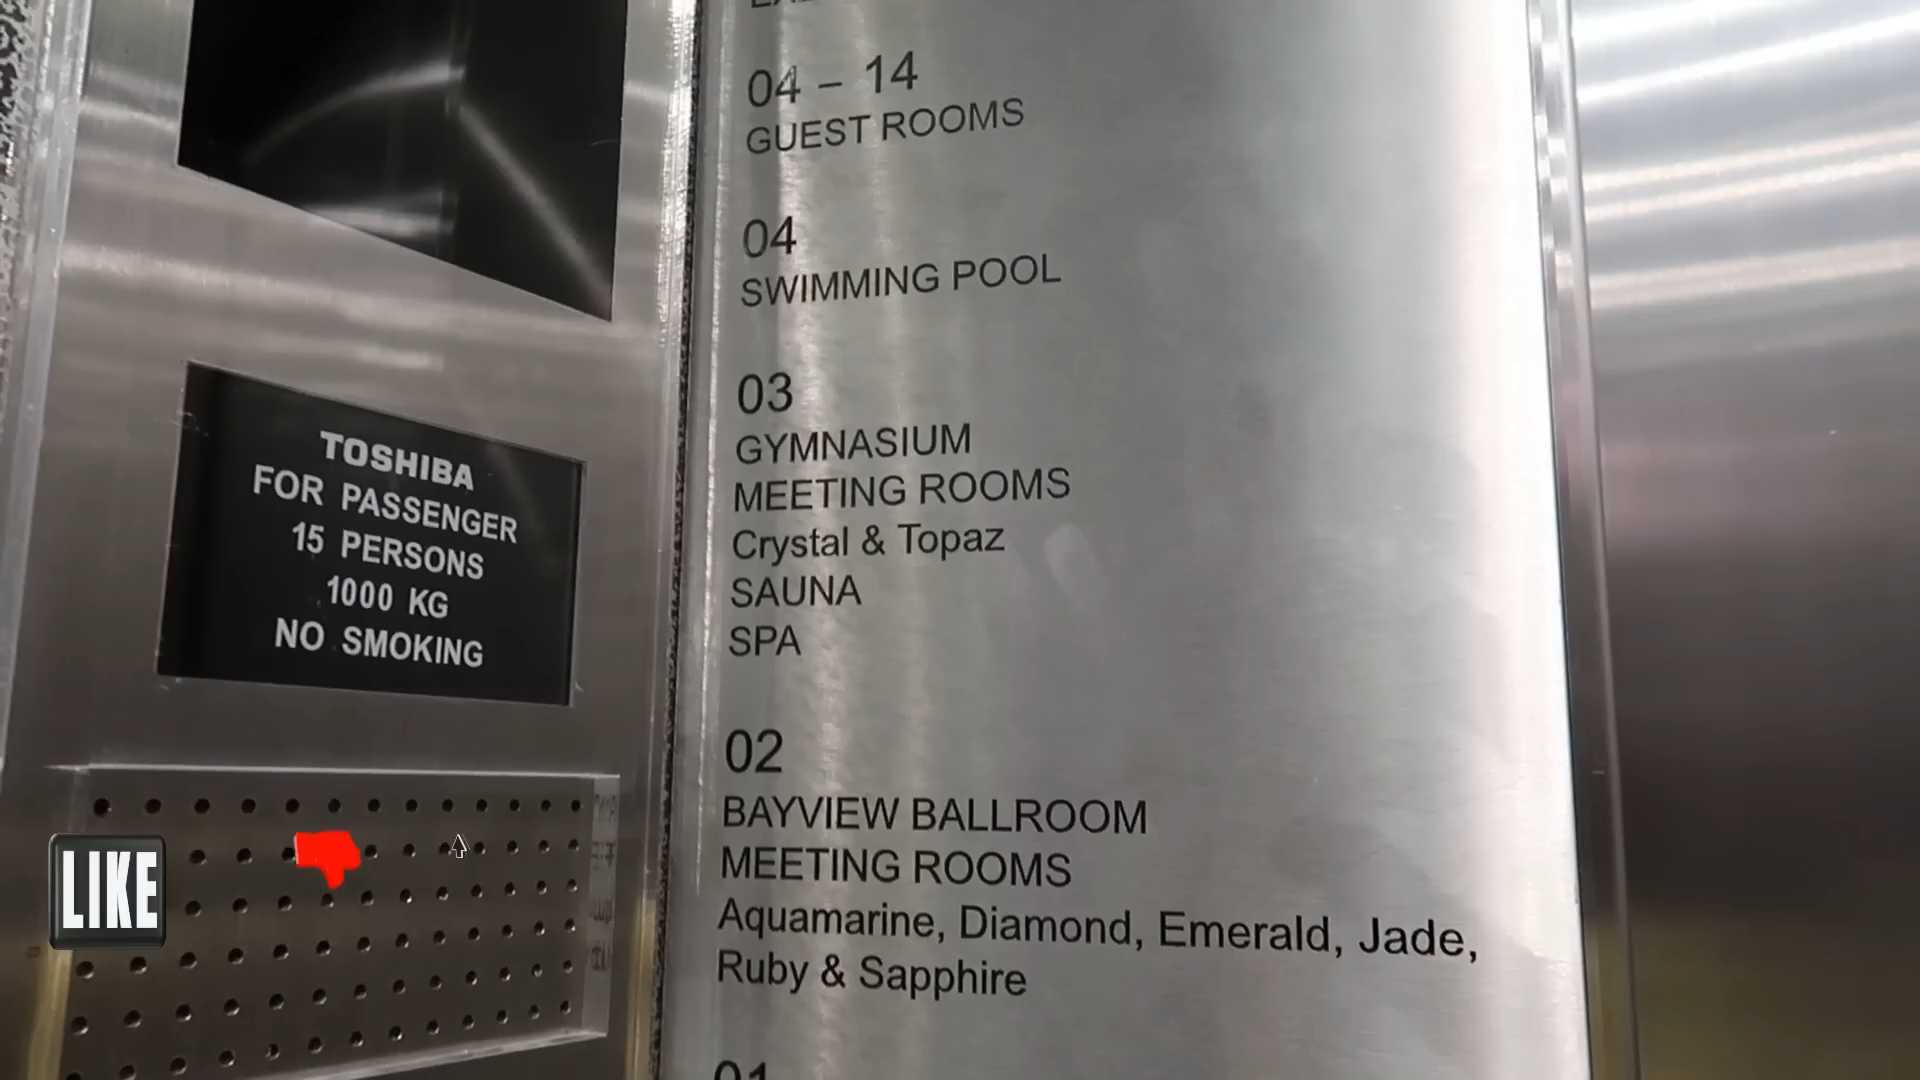 TOSHIBA
FOR PASSENGER
15 PERSONS
1000 KG
NO SMOKING
LIKE
04 – 14
GUEST ROOMS
04
SWIMMING POOL
03
GYMNASIUM
MEETING ROOMS
Crystal & Topaz
SAUNA
SPA
02
BAYVIEW BALLROOM
MEETING ROOMS
Aquamarine, Diamond, Emerald, Jade,
Ruby & Sapphire
01